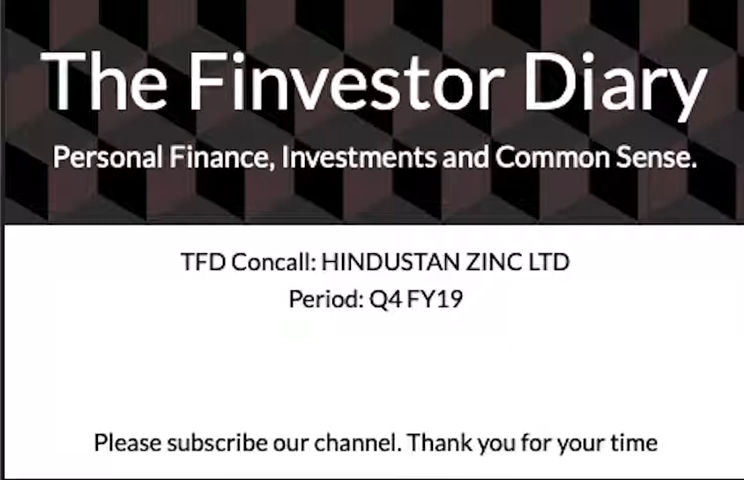 The Finvestor Diary
Personal Finance, Investments and Common Sense.
TFD Concall: HINDUSTAN ZINC LTD
Period: Q4 FY19
Please subscribe our channel. Thank you for your time